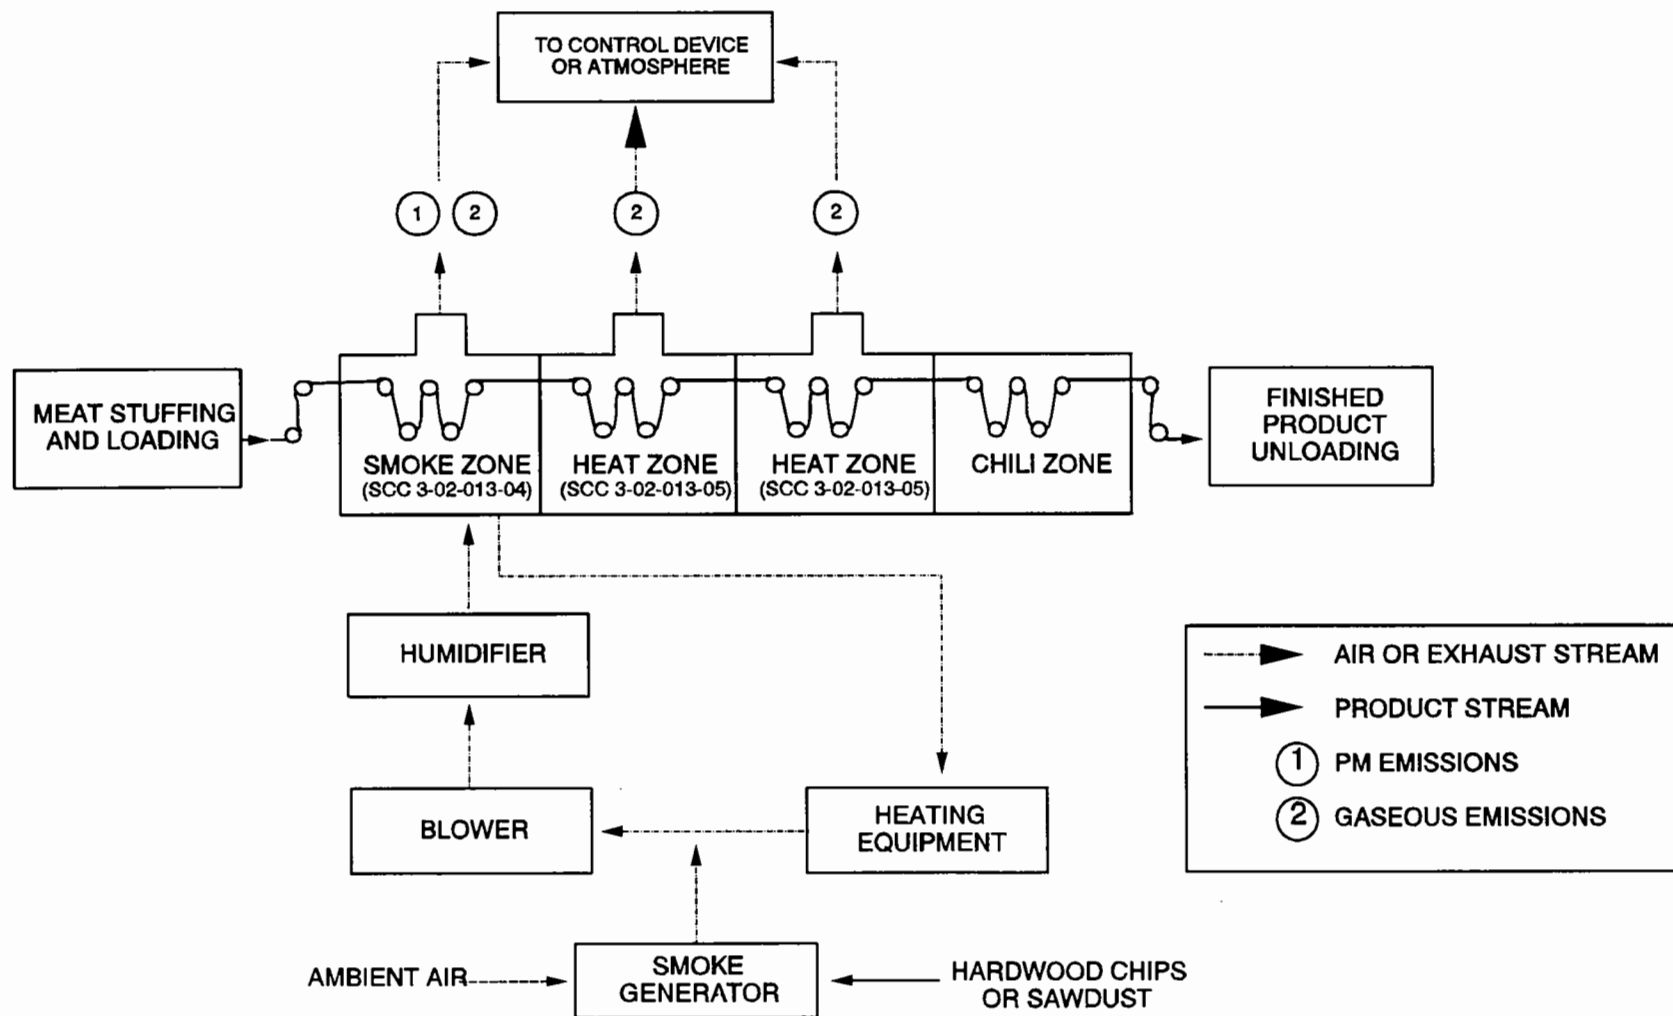 TO CONTROL DEVICE
OR ATMOSPHERE
1
2
2
2
MEAT STUFFING
AND LOADING
SMOKE ZONE
(SCC 3-02-013-04)
HEAT ZONE
(SCC 3-02-013-05)
HEAT ZONE
(SCC 3-02-013-05)
CHILI ZONE
FINISHED
PRODUCT
UNLOADING
HUMIDIFIER
BLOWER
HEATING
EQUIPMENT
AMBIENT AIR
SMOKE
GENERATOR
HARDWOOD CHIPS
OR SAWDUST
AIR OR EXHAUST STREAM
PRODUCT STREAM
1 PM EMISSIONS
2 GASEOUS EMISSIONS